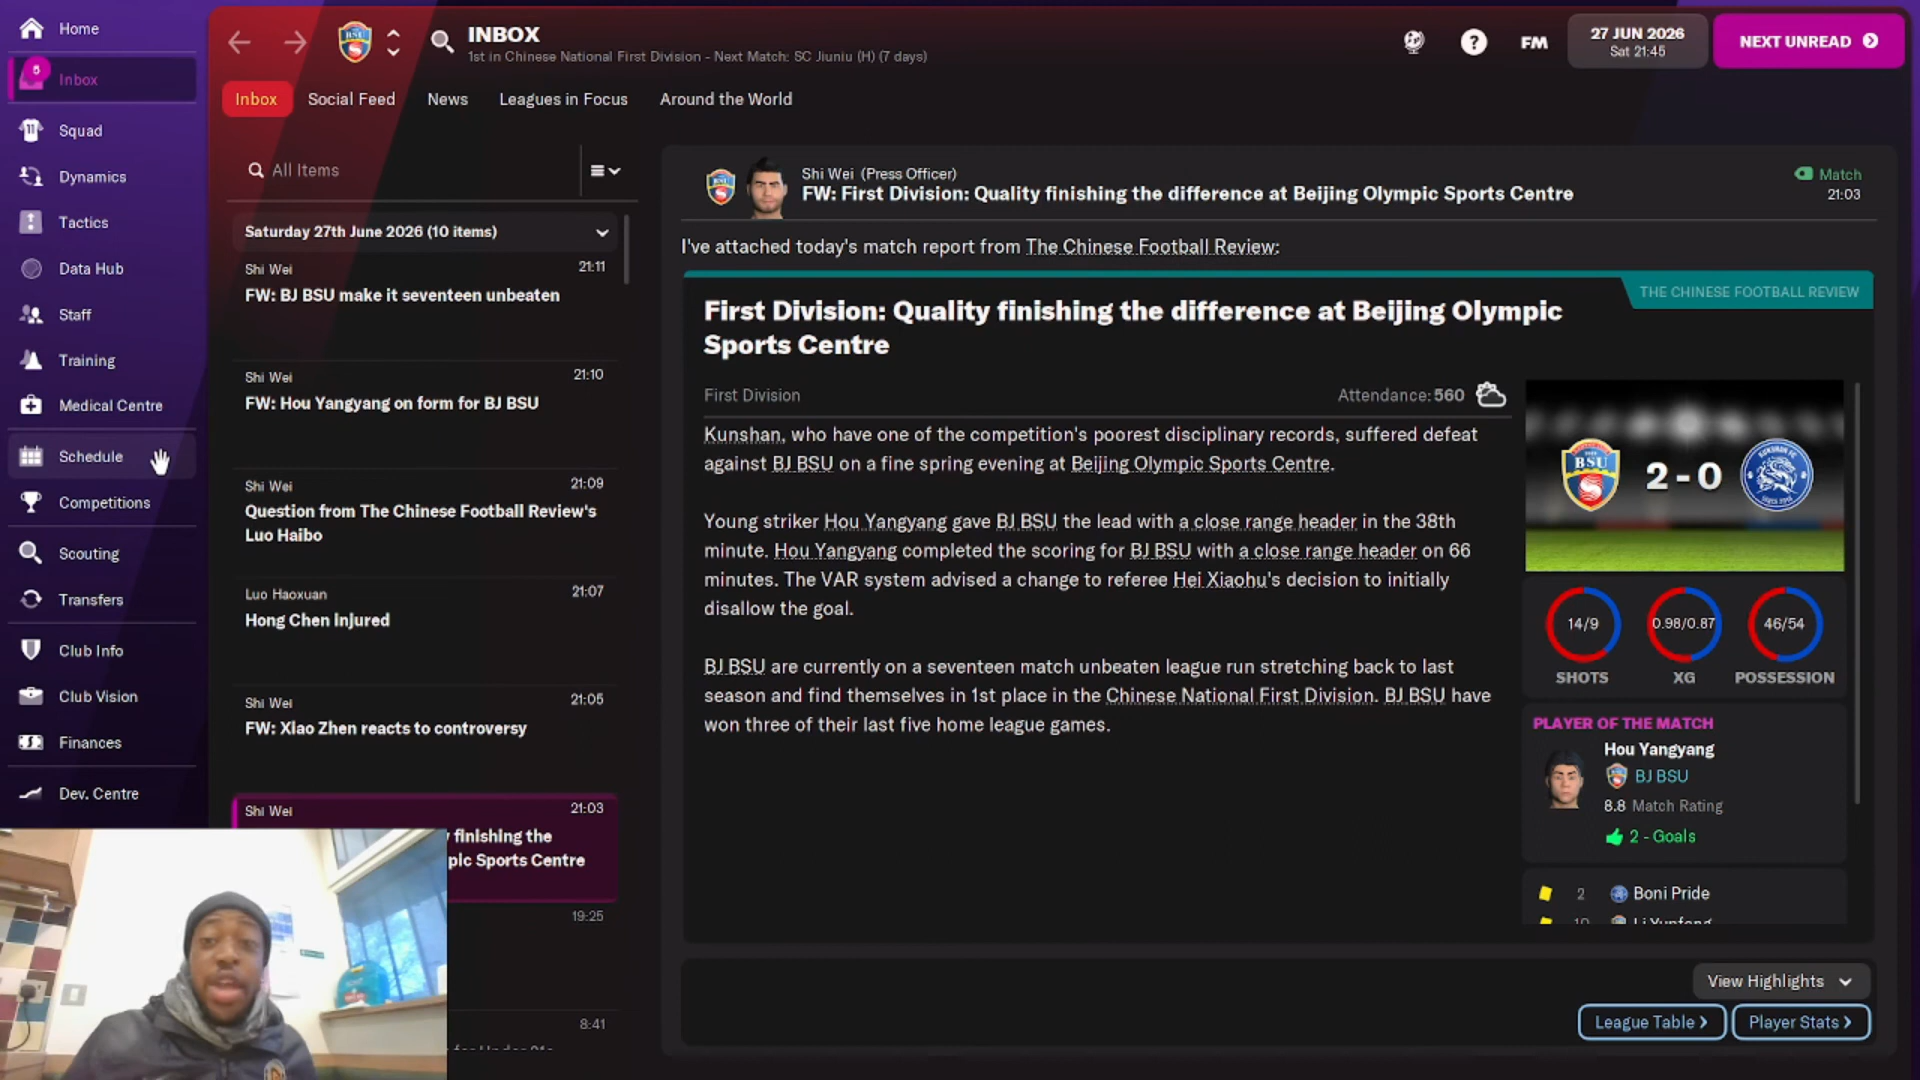 Home
5
Inbox
Squad
Dynamics
Tactics
Data Hub
Staff
Training
Medical Centre
Schedule
Competitions
Scouting
Transfers
Club Info
Club Vision
Finances
Dev. Centre
BSU
INBOX
1st in Chinese National First Division - Next Match: SC Jiuniu (H) (7 days)
FM
27 JUN 2026
Sat 21:45
NEXT UNREAD
Inbox
Social Feed
News
Leagues in Focus
Around the World
All Items
Saturday 27th June 2026 (10 items)
Shi Wei
21:11
FW: BJ BSU make it seventeen unbeaten
Shi Wei
21:10
FW: Hou Yangyang on form for BJ BSU
Shi Wei
21:09
Question from The Chinese Football Review's
Luo Haibo
Luo Haoxuan
21:07
Hong Chen Injured
Shi Wei
21:05
FW: Xiao Zhen reacts to controversy
Shi Wei
21:03
finishing the
pic Sports Centre
19:25
8:41
Shi Wei (Press Officer)
FW: First Division: Quality finishing the difference at Beijing Olympic Sports Centre
Match
21:03
I've attached today's match report from The Chinese Football Review:
THE CHINESE FOOTBALL REVIEW
First Division: Quality finishing the difference at Beijing Olympic
Sports Centre
First Division
Attendance: 560
Kunshan, who have one of the competition's poorest disciplinary records, suffered defeat
against BJ BSU on a fine spring evening at Beijing Olympic Sports Centre.
Young striker Hou Yangyang gave BJ BSU the lead with a close range header in the 38th
minute. Hou Yangyang completed the scoring for BJ BSU with a close range header on 66
minutes. The VAR system advised a change to referee Hei Xiaohu's decision to initially
disallow the goal.
BJ BSU are currently on a seventeen match unbeaten league run stretching back to last
season and find themselves in 1st place in the Chinese National First Division. BJ BSU have
won three of their last five home league games.
BSU
2 - 0
14/9
0.98/0.87
46/54
SHOTS
XG
POSSESSION
PLAYER OF THE MATCH
Hou Yangyang
BJ BSU
8.8 Match Rating
2 - Goals
2
Boni Pride
View Highlights
League Table
Player Stats